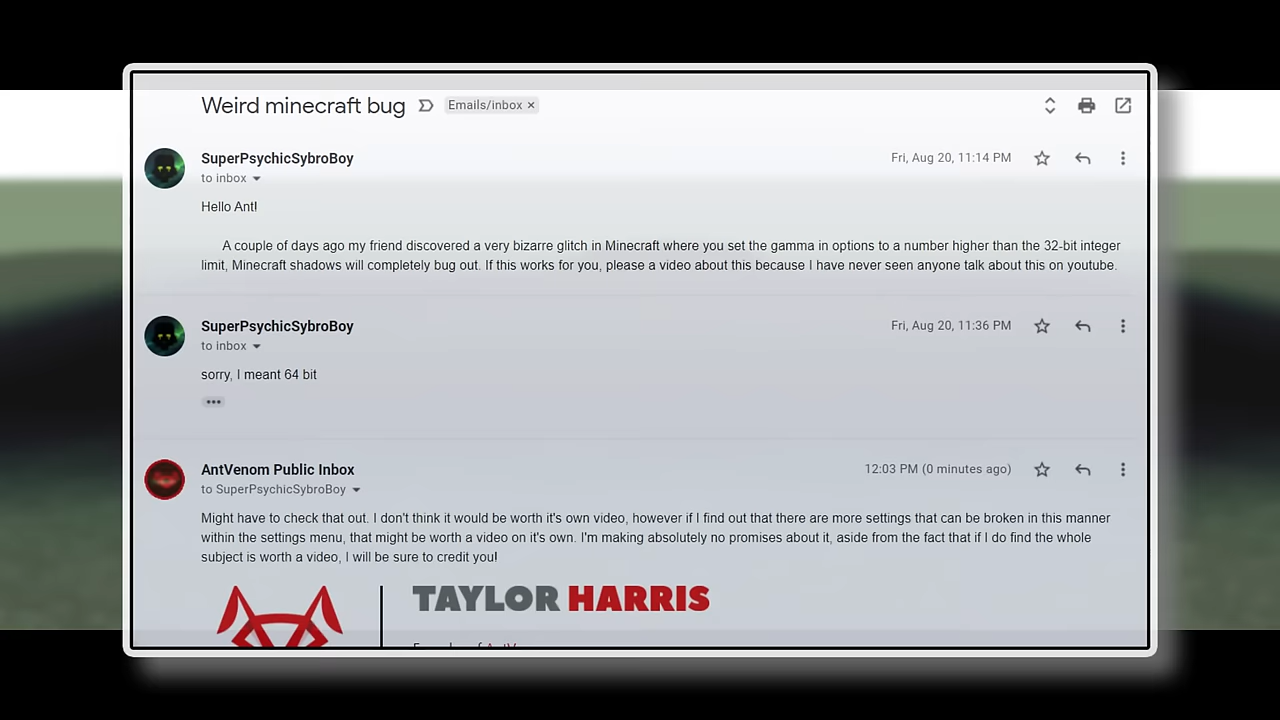 Weird minecraft bug Emails/inbox ×
SuperPsychicSybroBoy Fri, Aug 20, 11:14 PM
to inbox
Hello Ant!
A couple of days ago my friend discovered a very bizarre glitch in Minecraft where you set the gamma in options to a number higher than the 32-bit integer
limit, Minecraft shadows will completely bug out. If this works for you, please a video about this because I have never seen anyone talk about this on youtube.
SuperPsychicSybroBoy Fri, Aug 20, 11:36 PM
to inbox
sorry, I meant 64 bit
•••
AntVenom Public Inbox 12:03 PM (0 minutes ago)
to SuperPsychicSybroBoy
Might have to check that out. I don't think it would be worth it's own video, however if I find out that there are more settings that can be broken in this manner
within the settings menu, that might be worth a video on it's own. I'm making absolutely no promises about it, aside from the fact that if I do find the whole
subject is worth a video, I will be sure to credit you!
TAYLOR HARRIS